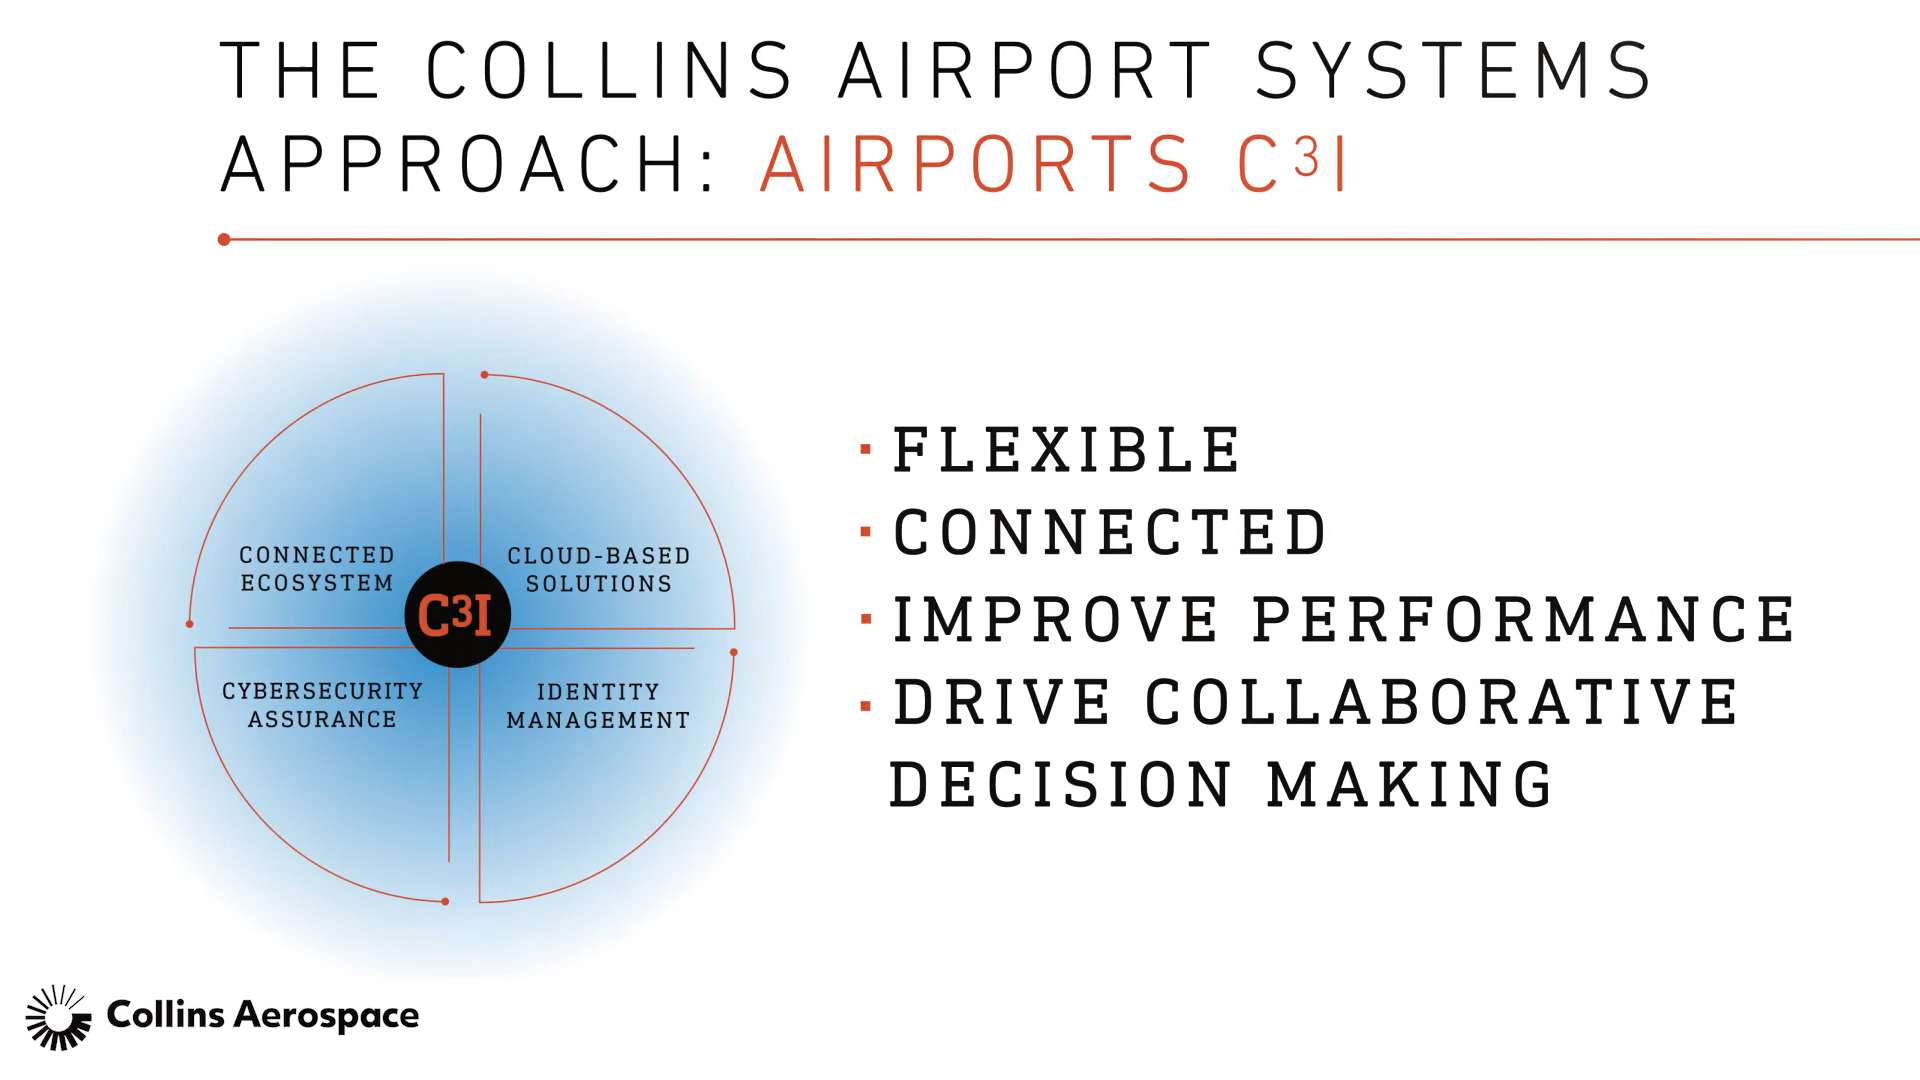 THE COLLINS AIRPORT SYSTEMS
APPROACH: AIRPORTS C³I
CONNECTED
ECOSYSTEM
CLOUD-BASED
SOLUTIONS
C³I
CYBERSECURITY
ASSURANCE
IDENTITY
MANAGEMENT
▪ FLEXIBLE
▪ CONNECTED
▪ IMPROVE PERFORMANCE
▪ DRIVE COLLABORATIVE
DECISION MAKING
Collins Aerospace